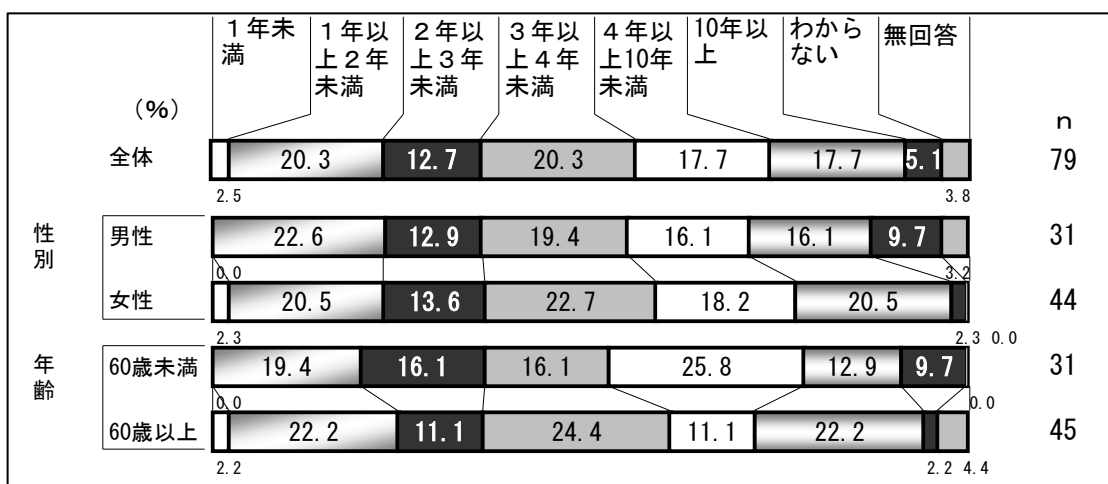 １年未満
１年以上２年未満
２年以上３年未満
３年以上４年未満
４年以上10年未満
10年以上
わからない
無回答
（％）
ｎ
全体 20.3 12.7 20.3 17.7 17.7 5.1 79
2.5 3.8
性別
男性 22.6 12.9 19.4 16.1 16.1 9.7 31
0.0 3.2
女性 20.5 13.6 22.7 18.2 20.5 44
2.3 2.3 0.0
年齢
60歳未満 19.4 16.1 16.1 25.8 12.9 9.7 31
0.0 0.0
60歳以上 22.2 11.1 24.4 11.1 22.2 45
2.2 2.2 4.4